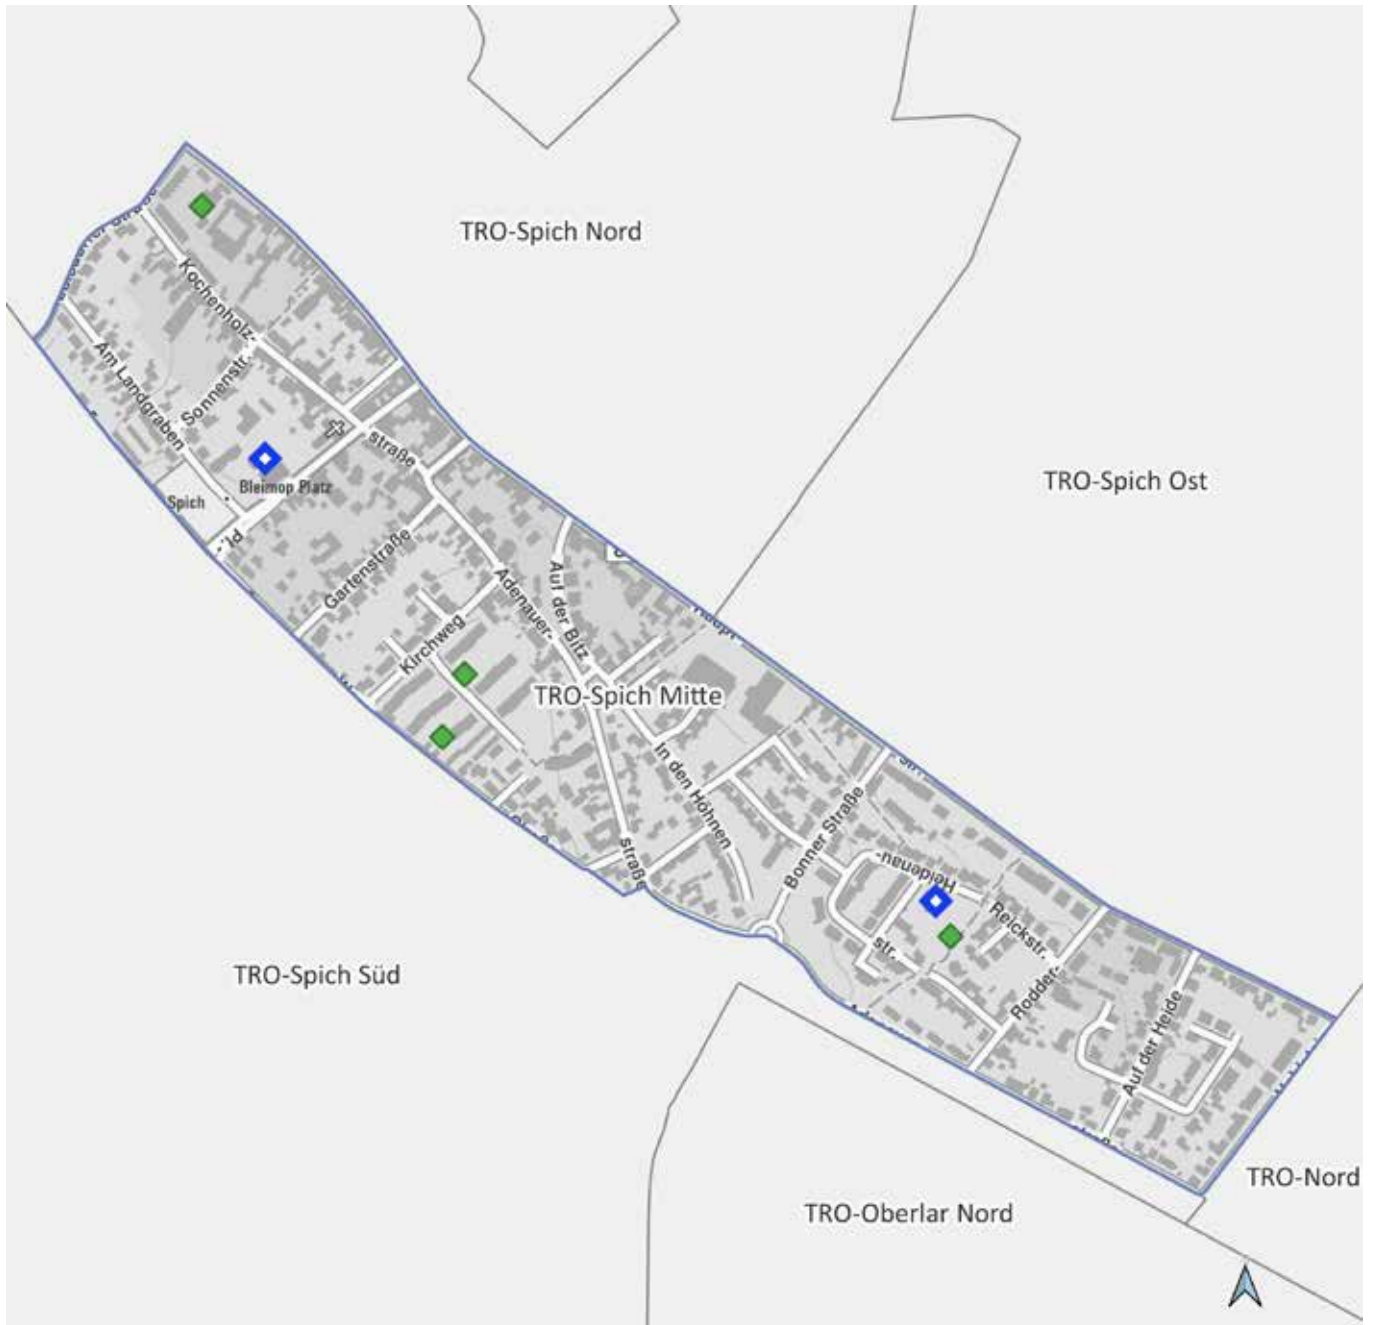 TRO-Spich Nord
Kochenholz-
Am Landgraben
Sonnenstr.
straße
TRO-Spich Ost
Bleimop Platz
Spich
Pl.-
Gartenstraße
Auf der Bitz
Adenauer-
Kirchweg
TRO-Spich Mitte
In den Höhnen
Bonner Straße
straße
Heidenau-
Reickstr.
str.
TRO-Spich Süd
Rodder-
Auf der Heide
TRO-Nord
TRO-Oberlar Nord